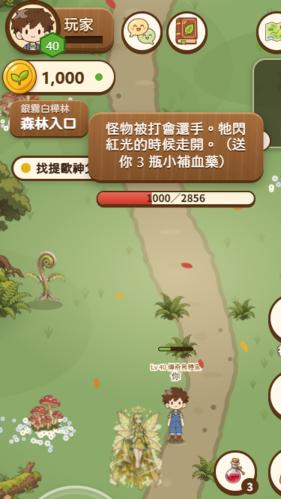 玩家
40
1,000
銀霧白樺林
森林入口
怪物被打會還手。牠閃
紅光的時候走開。（送
你 3 瓶小補血藥）
找提歐神父
1000／2856
你
3